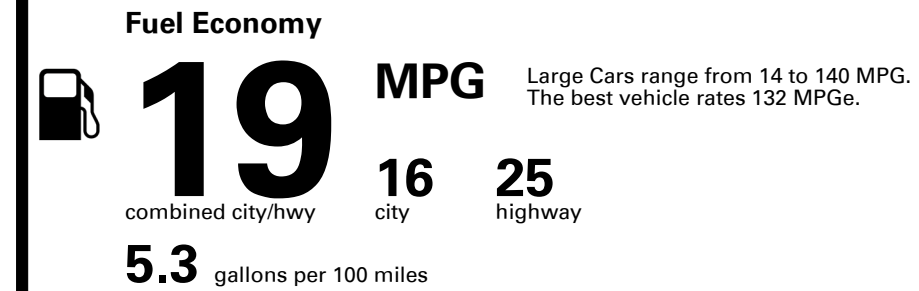 Fuel Economy
19 MPG
Large Cars range from 14 to 140 MPG.
The best vehicle rates 132 MPGe.
16 25
combined city/hwy city highway
5.3 gallons per 100 miles